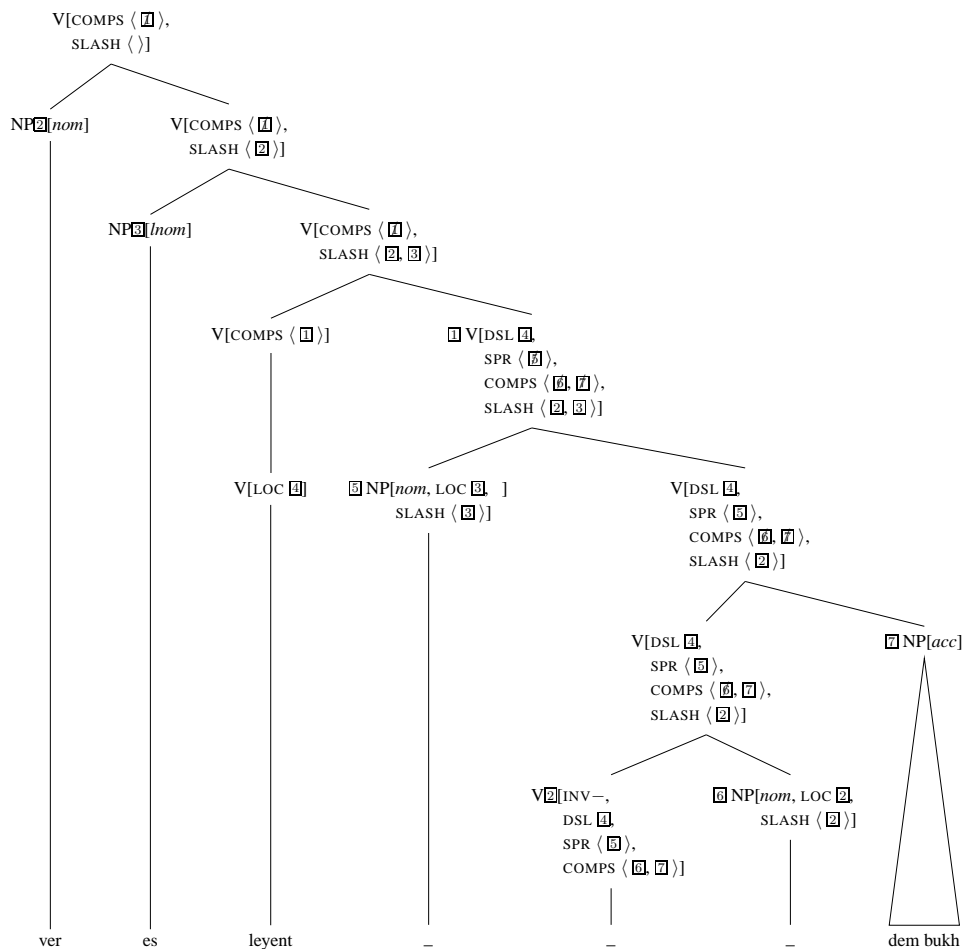 V[COMPS ⟨ 1̸ ⟩,
SLASH ⟨ ⟩]
NP2[nom] V[COMPS ⟨ 1̸ ⟩,
SLASH ⟨ 2 ⟩]
NP3[lnom] V[COMPS ⟨ 1̸ ⟩,
SLASH ⟨ 2, 3 ⟩]
V[COMPS ⟨ 1 ⟩] 1 V[DSL 4,
SPR ⟨ 5̸ ⟩,
COMPS ⟨ 6̸, 7̸ ⟩,
SLASH ⟨ 2, 3 ⟩]
V[LOC 4] 5 NP[nom, LOC 3, ] V[DSL 4,
SLASH ⟨ 3 ⟩] SPR ⟨ 5 ⟩,
COMPS ⟨ 6̸, 7̸ ⟩,
SLASH ⟨ 2 ⟩]
V[DSL 4, 7 NP[acc]
SPR ⟨ 5 ⟩,
COMPS ⟨ 6̸, 7 ⟩,
SLASH ⟨ 2 ⟩]
V2[INV−, 6 NP[nom, LOC 2,
DSL 4, SLASH ⟨ 2 ⟩]
SPR ⟨ 5 ⟩,
COMPS ⟨ 6, 7 ⟩]
ver es leyent _ _ _ dem bukh